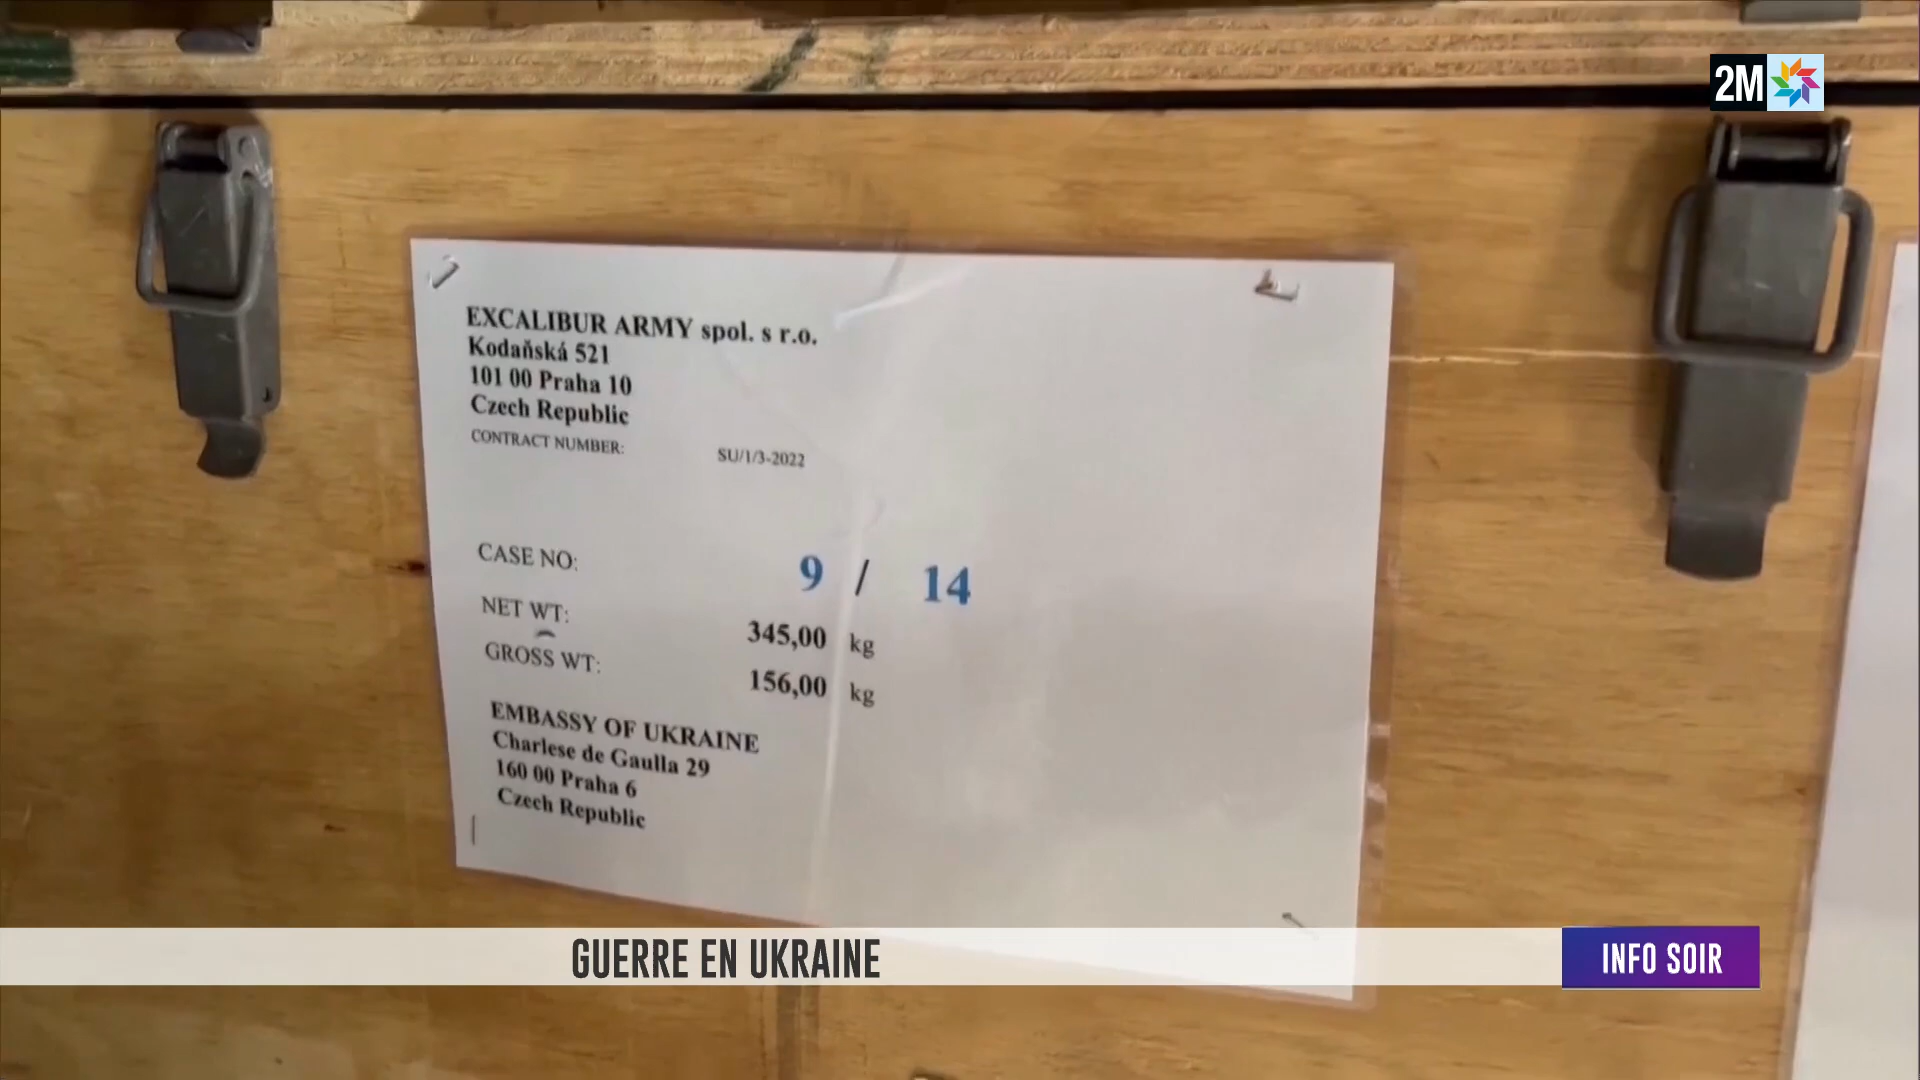 2M
EXCALIBUR ARMY spol. s r.o.
Kodaňská 521
101 00 Praha 10
Czech Republic
CONTRACT NUMBER: SU/1/3-2022
CASE NO: 9 / 14
NET WT: 345,00 kg
GROSS WT: 156,00 kg
EMBASSY OF UKRAINE
Charlese de Gaulla 29
160 00 Praha 6
Czech Republic
GUERRE EN UKRAINE
INFO SOIR